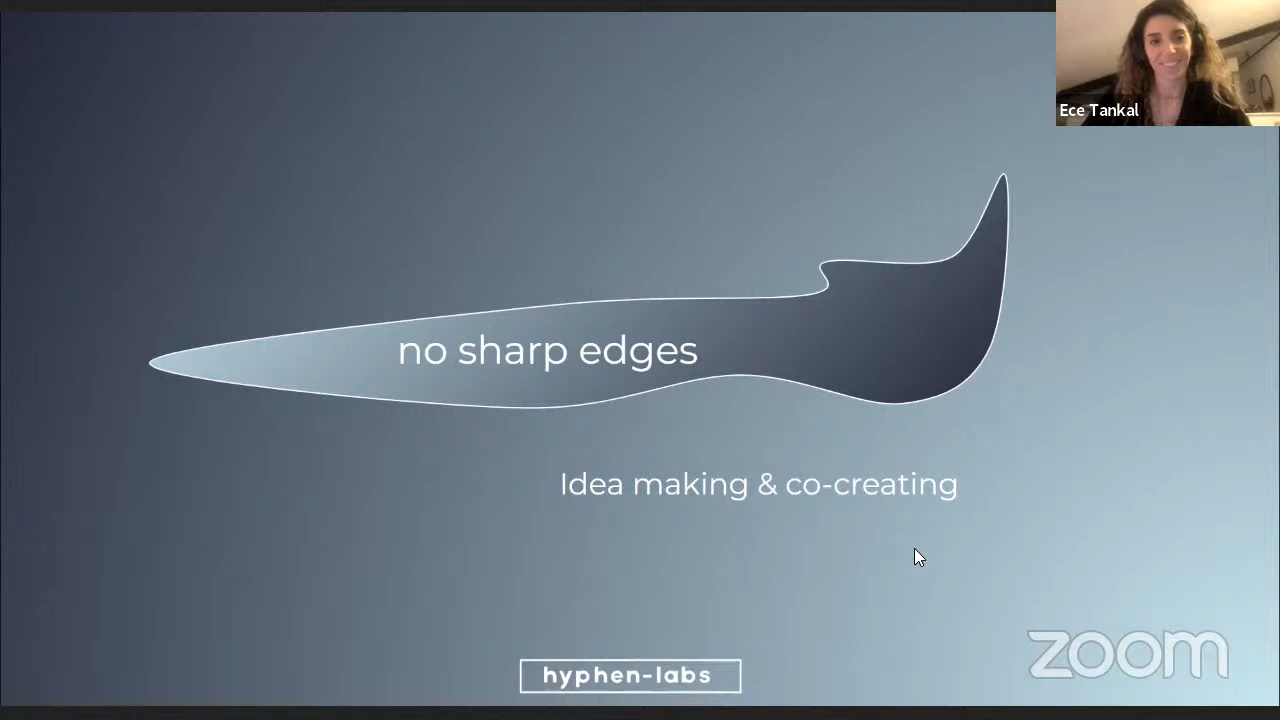 Ece Tankal
no sharp edges
Idea making & co-creating
hyphen-labs
zoom